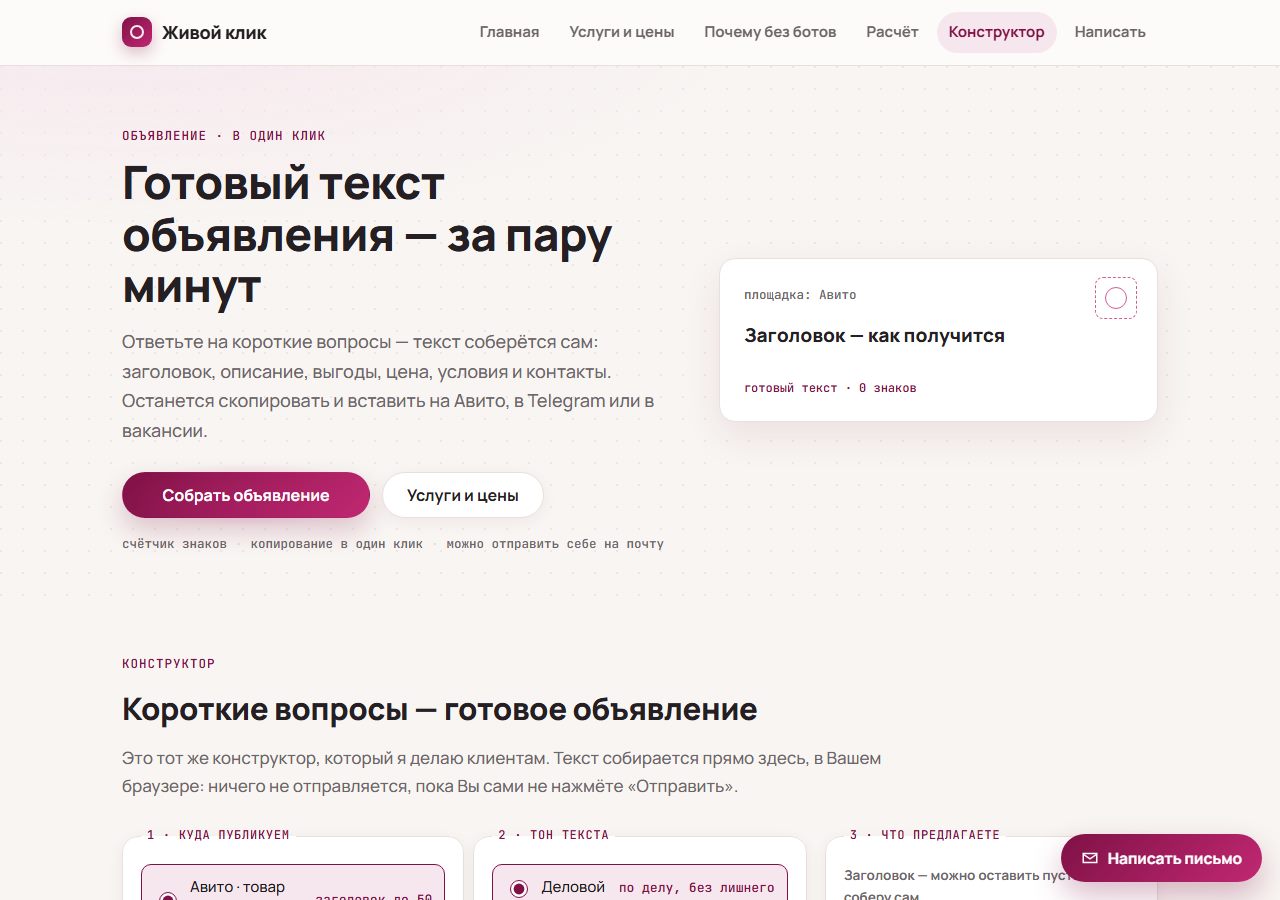 Живой клик
Главная
Услуги и цены
Почему без ботов
Расчёт
Конструктор
Написать
ОБЪЯВЛЕНИЕ · В ОДИН КЛИК
Готовый текст
объявления — за пару
минут
Ответьте на короткие вопросы — текст соберётся сам:
заголовок, описание, выгоды, цена, условия и контакты.
Останется скопировать и вставить на Авито, в Telegram или в
вакансии.
Собрать объявление
Услуги и цены
счётчик знаков · копирование в один клик · можно отправить себе на почту
площадка: Авито
Заголовок — как получится
готовый текст · 0 знаков
КОНСТРУКТОР
Короткие вопросы — готовое объявление
Это тот же конструктор, который я делаю клиентам. Текст собирается прямо здесь, в Вашем
браузере: ничего не отправляется, пока Вы сами не нажмёте «Отправить».
1 · КУДА ПУБЛИКУЕМ
Авито · товар
заголовок до 50
2 · ТОН ТЕКСТА
Деловой
по делу, без лишнего
3 · ЧТО ПРЕДЛАГАЕТЕ
Заголовок — можно оставить
соберу сам
Написать письмо